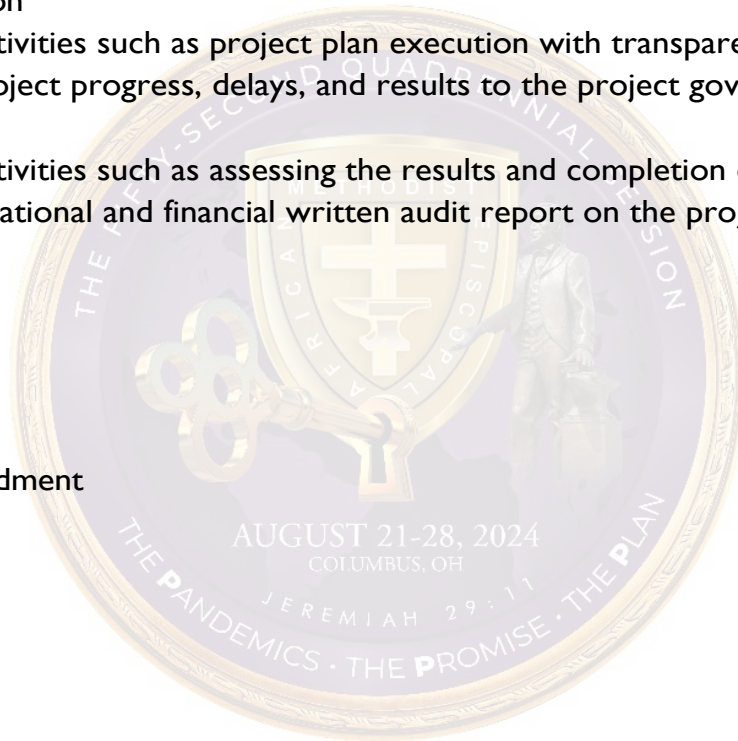 on
tivities such as project plan execution with transpare
oject progress, delays, and results to the project gov
tivities such as assessing the results and completion
ational and financial written audit report on the pro
dment
THE FIFTY-SECOND QUADRENNIAL SESSION
METHODIST
AFRICAN
EPISCOPAL
AUGUST 21-28, 2024
COLUMBUS, OH
JEREMIAH 29:11
THE PANDEMICS · THE PROMISE · THE PLAN